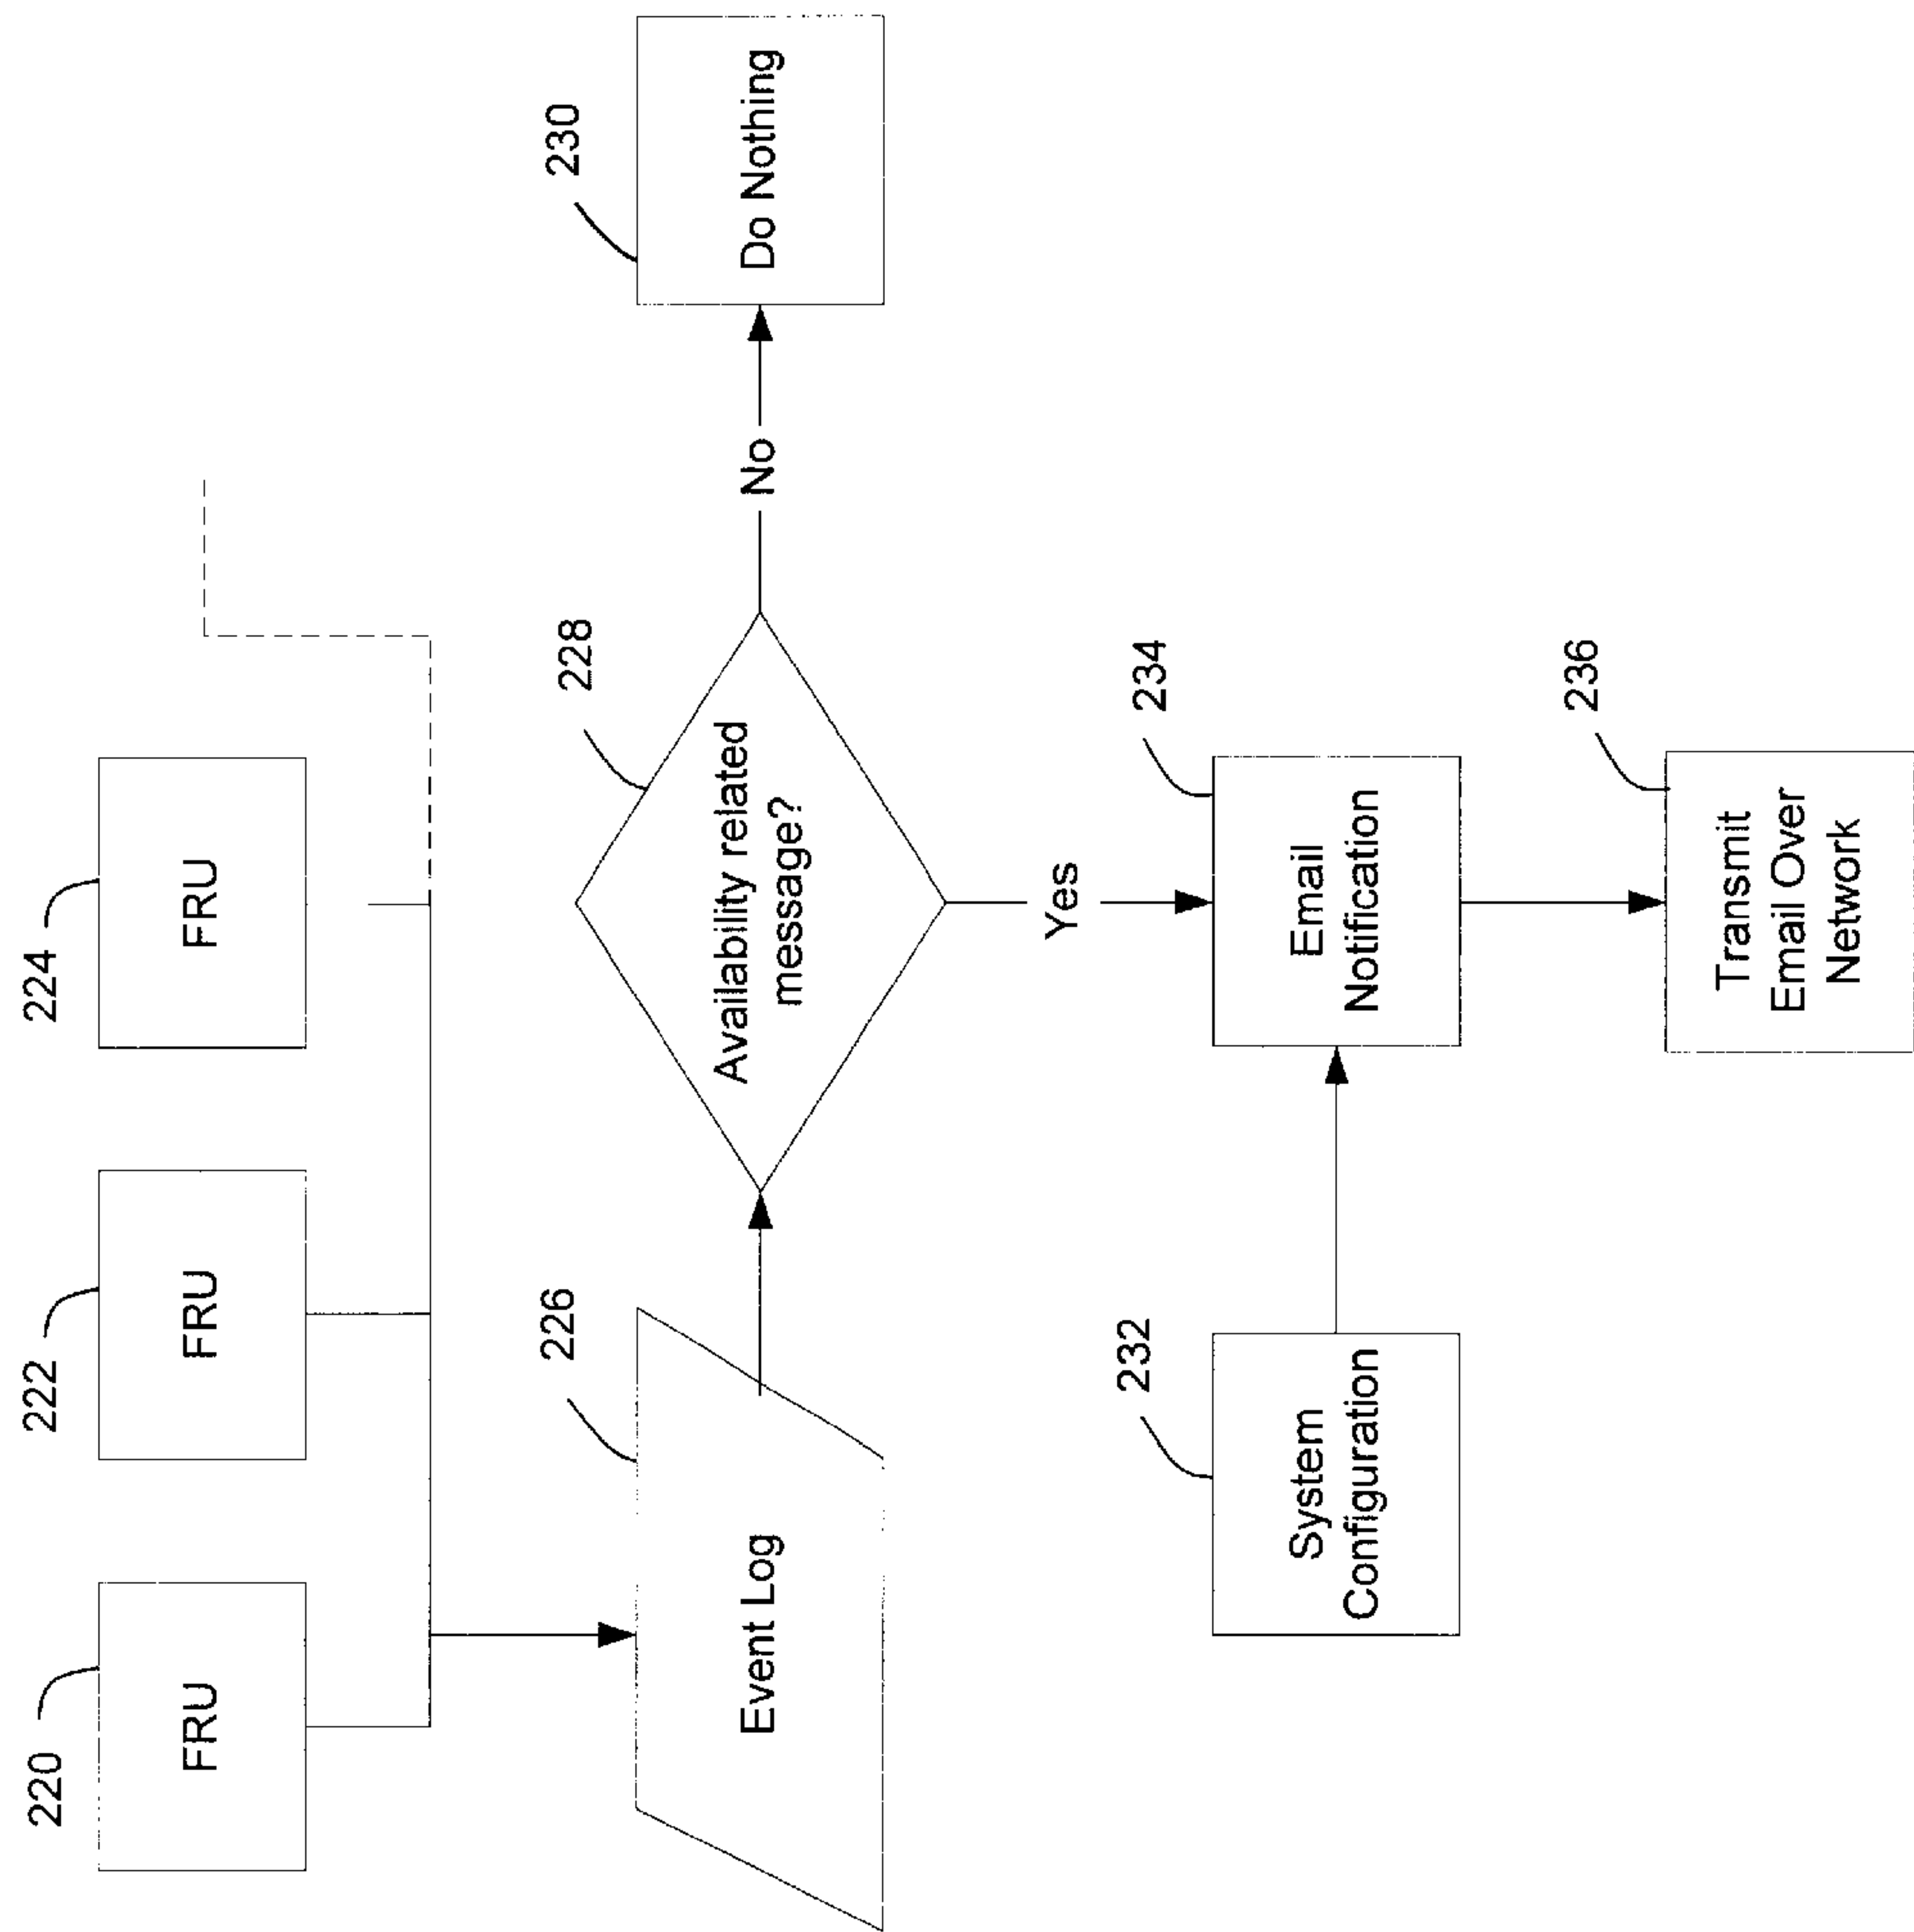 220
FRU
222
FRU
224
FRU
226
Event Log
228
Availability related
message?
No
230
Do Nothing
Yes
232
System
Configuration
234
Email
Notification
236
Transmit
Email Over
Network